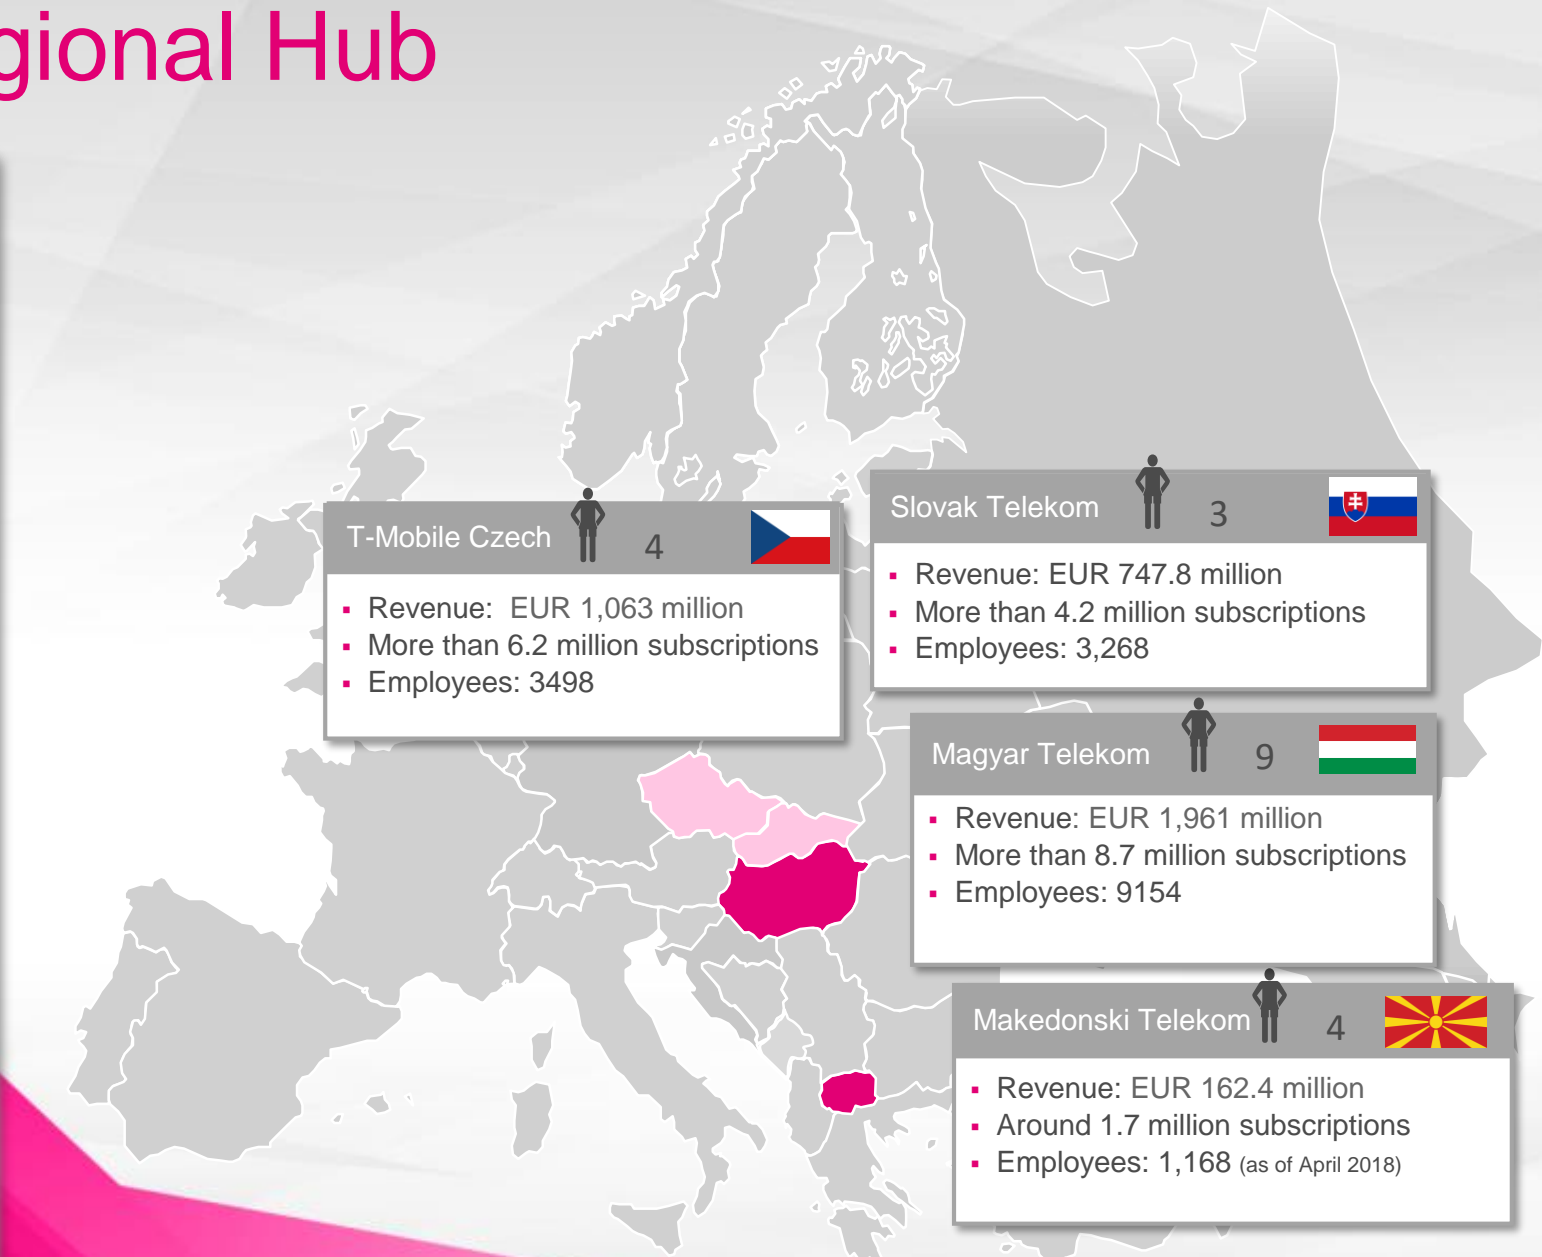 gional Hub
T-Mobile Czech 4
▪ Revenue: EUR 1,063 million
▪ More than 6.2 million subscriptions
▪ Employees: 3498
Slovak Telekom 3
▪ Revenue: EUR 747.8 million
▪ More than 4.2 million subscriptions
▪ Employees: 3,268
Magyar Telekom 9
▪ Revenue: EUR 1,961 million
▪ More than 8.7 million subscriptions
▪ Employees: 9154
Makedonski Telekom 4
▪ Revenue: EUR 162.4 million
▪ Around 1.7 million subscriptions
▪ Employees: 1,168 (as of April 2018)